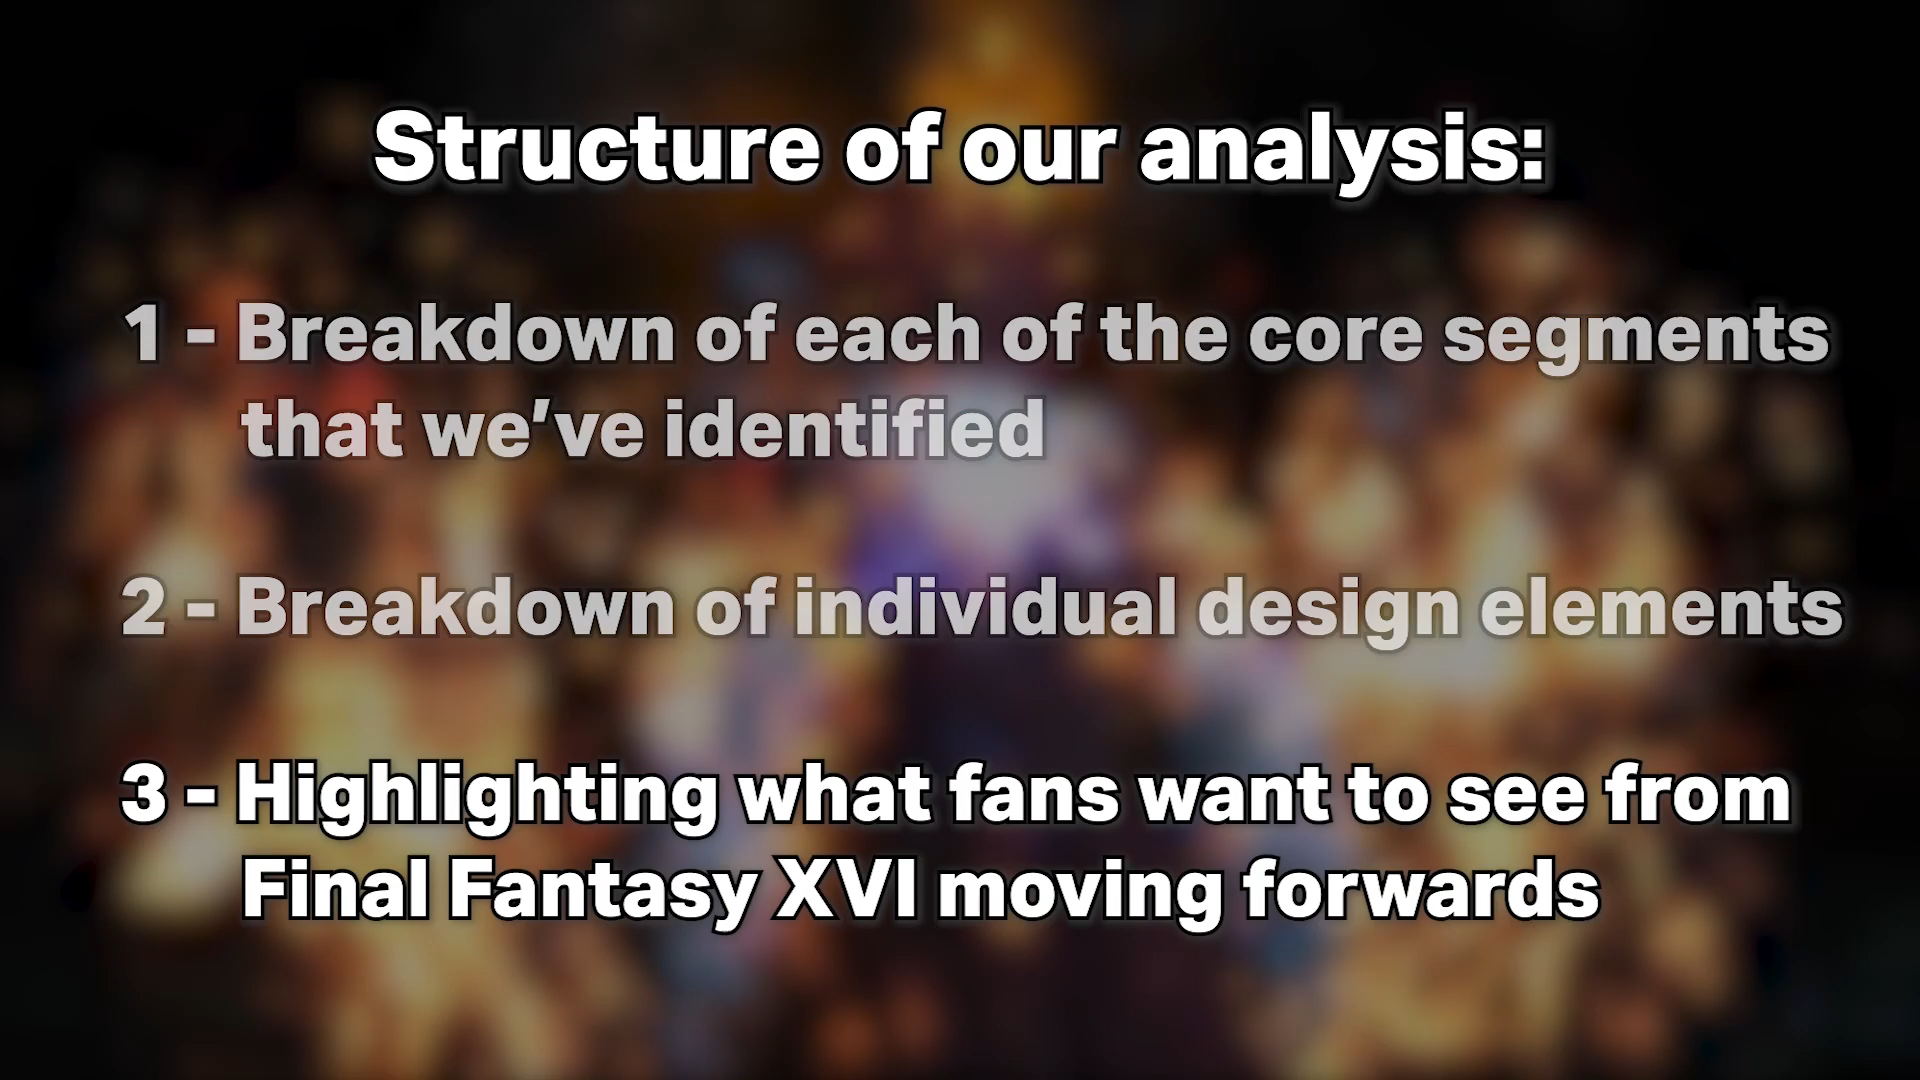 Structure of our analysis:
1 - Breakdown of each of the core segments
that we've identified
2 - Breakdown of individual design elements
3 - Highlighting what fans want to see from
Final Fantasy XVI moving forwards